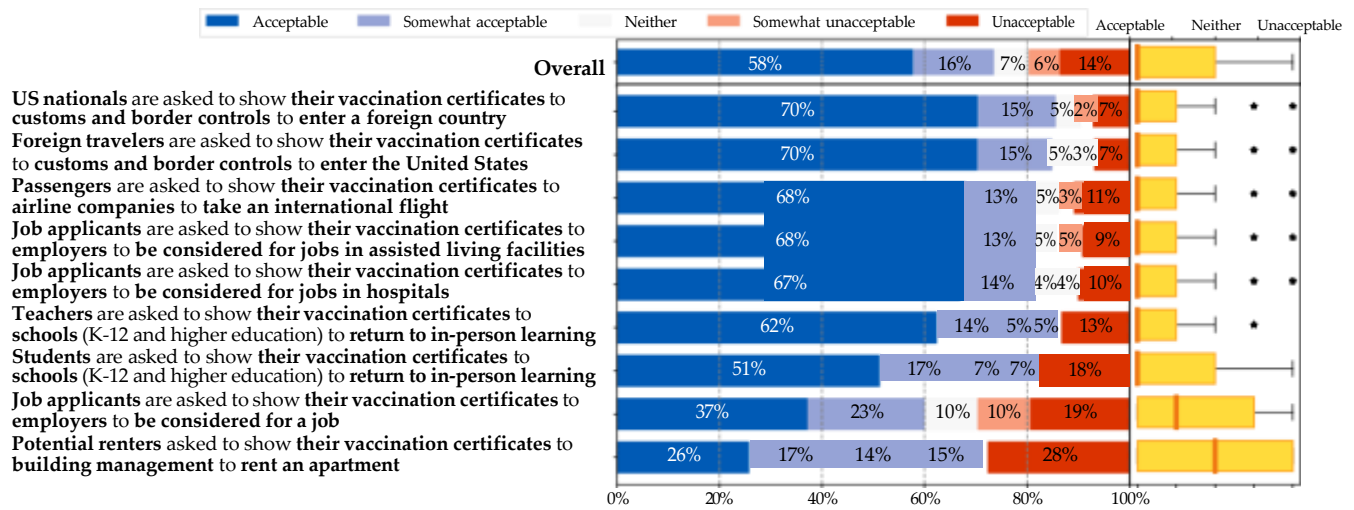 Acceptable Somewhat acceptable Neither Somewhat unacceptable Unacceptable Acceptable Neither Unacceptable
Overall 58% 16% 7% 6% 14%
US nationals are asked to show their vaccination certificates to
customs and border controls to enter a foreign country
70% 15% 5% 2% 7%
Foreign travelers are asked to show their vaccination certificates
to customs and border controls to enter the United States
70% 15% 5% 3% 7%
Passengers are asked to show their vaccination certificates to
airline companies to take an international flight
68% 13% 5% 3% 11%
Job applicants are asked to show their vaccination certificates to
employers to be considered for jobs in assisted living facilities
68% 13% 5% 5% 9%
Job applicants are asked to show their vaccination certificates to
employers to be considered for jobs in hospitals
67% 14% 4% 4% 10%
Teachers are asked to show their vaccination certificates to
schools (K-12 and higher education) to return to in-person learning
62% 14% 5% 5% 13%
Students are asked to show their vaccination certificates to
schools (K-12 and higher education) to return to in-person learning
51% 17% 7% 7% 18%
Job applicants are asked to show their vaccination certificates to
employers to be considered for a job
37% 23% 10% 10% 19%
Potential renters asked to show their vaccination certificates to
building management to rent an apartment
26% 17% 14% 15% 28%
0% 20% 40% 60% 80% 100%